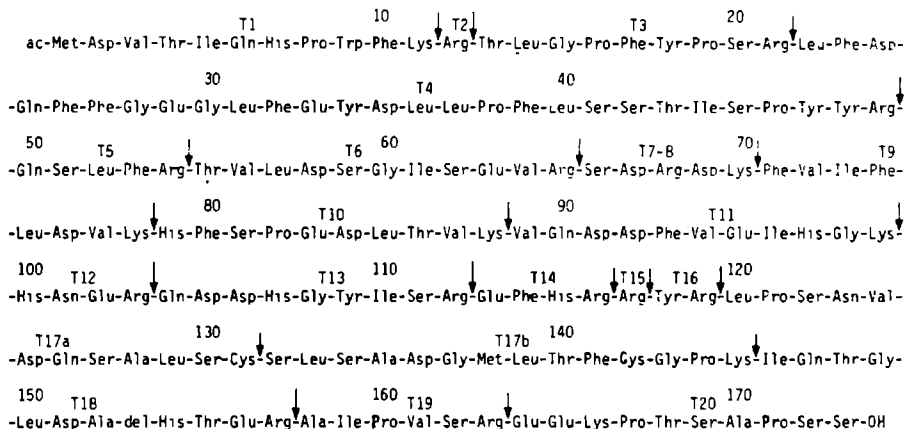 T1 10 T2 T3 20
ac-Met-Asp-Val-Thr-Ile-Gln-His-Pro-Trp-Phe-Lys-Arg-Thr-Leu-Gly-Pro-Phe-Tyr-Pro-Ser-Arg-Leu-Phe-Asp-
30 T4 40
-Gln-Phe-Phe-Gly-Glu-Gly-Leu-Phe-Glu-Tyr-Asp-Leu-Leu-Pro-Phe-Leu-Ser-Ser-Thr-Ile-Ser-Pro-Tyr-Tyr-Arg-
50 T5 T6 60 T7-8 70 T9
-Gln-Ser-Leu-Phe-Arg-Thr-Val-Leu-Asp-Ser-Gly-Ile-Ser-Glu-Val-Arg-Ser-Asp-Arg-Asp-Lys-Phe-Val-Ile-Phe-
80 T10 90 T11
-Leu-Asp-Val-Lys-His-Phe-Ser-Pro-Glu-Asp-Leu-Thr-Val-Lys-Val-Gln-Asp-Asp-Phe-Val-Glu-Ile-His-Gly-Lys-
100 T12 T13 110 T14 T15 T16 120
-His-Asn-Glu-Arg-Gln-Asp-Asp-His-Gly-Tyr-Ile-Ser-Arg-Glu-Phe-His-Arg-Arg-Tyr-Arg-Leu-Pro-Ser-Asn-Val-
T17a 130 T17b 140
-Asp-Gln-Ser-Ala-Leu-Ser-Cys-Ser-Leu-Ser-Ala-Asp-Gly-Met-Leu-Thr-Phe-Cys-Gly-Pro-Lys-Ile-Gln-Thr-Gly-
150 T18 160 T19 T20 170
-Leu-Asp-Ala-del-His-Thr-Glu-Arg-Ala-Ile-Pro-Val-Ser-Arg-Glu-Glu-Lys-Pro-Thr-Ser-Ala-Pro-Ser-Ser-OH